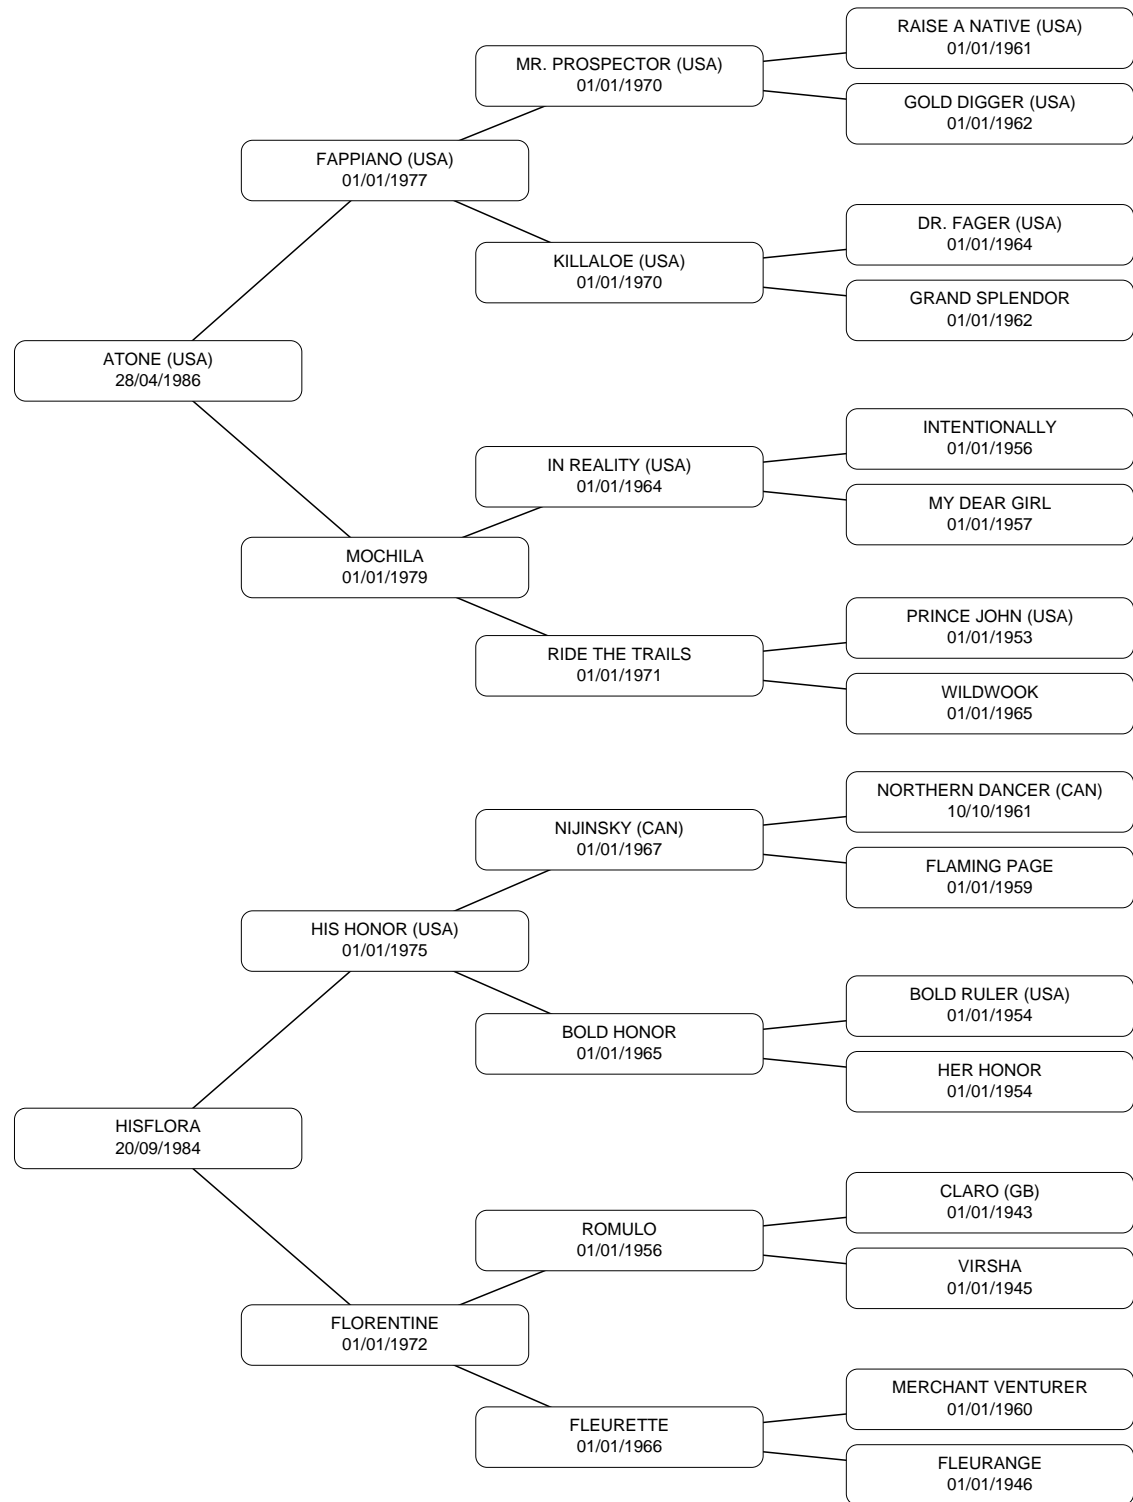 RAISE A NATIVE (USA)
01/01/1961
MR. PROSPECTOR (USA)
01/01/1970
GOLD DIGGER (USA)
01/01/1962
FAPPIANO (USA)
01/01/1977
DR. FAGER (USA)
01/01/1964
KILLALOE (USA)
01/01/1970
GRAND SPLENDOR
01/01/1962
ATONE (USA)
28/04/1986
INTENTIONALLY
01/01/1956
IN REALITY (USA)
01/01/1964
MY DEAR GIRL
01/01/1957
MOCHILA
01/01/1979
PRINCE JOHN (USA)
01/01/1953
RIDE THE TRAILS
01/01/1971
WILDWOOK
01/01/1965
NORTHERN DANCER (CAN)
10/10/1961
NIJINSKY (CAN)
01/01/1967
FLAMING PAGE
01/01/1959
HIS HONOR (USA)
01/01/1975
BOLD RULER (USA)
01/01/1954
BOLD HONOR
01/01/1965
HER HONOR
01/01/1954
HISFLORA
20/09/1984
CLARO (GB)
01/01/1943
ROMULO
01/01/1956
VIRSHA
01/01/1945
FLORENTINE
01/01/1972
MERCHANT VENTURER
01/01/1960
FLEURETTE
01/01/1966
FLEURANGE
01/01/1946